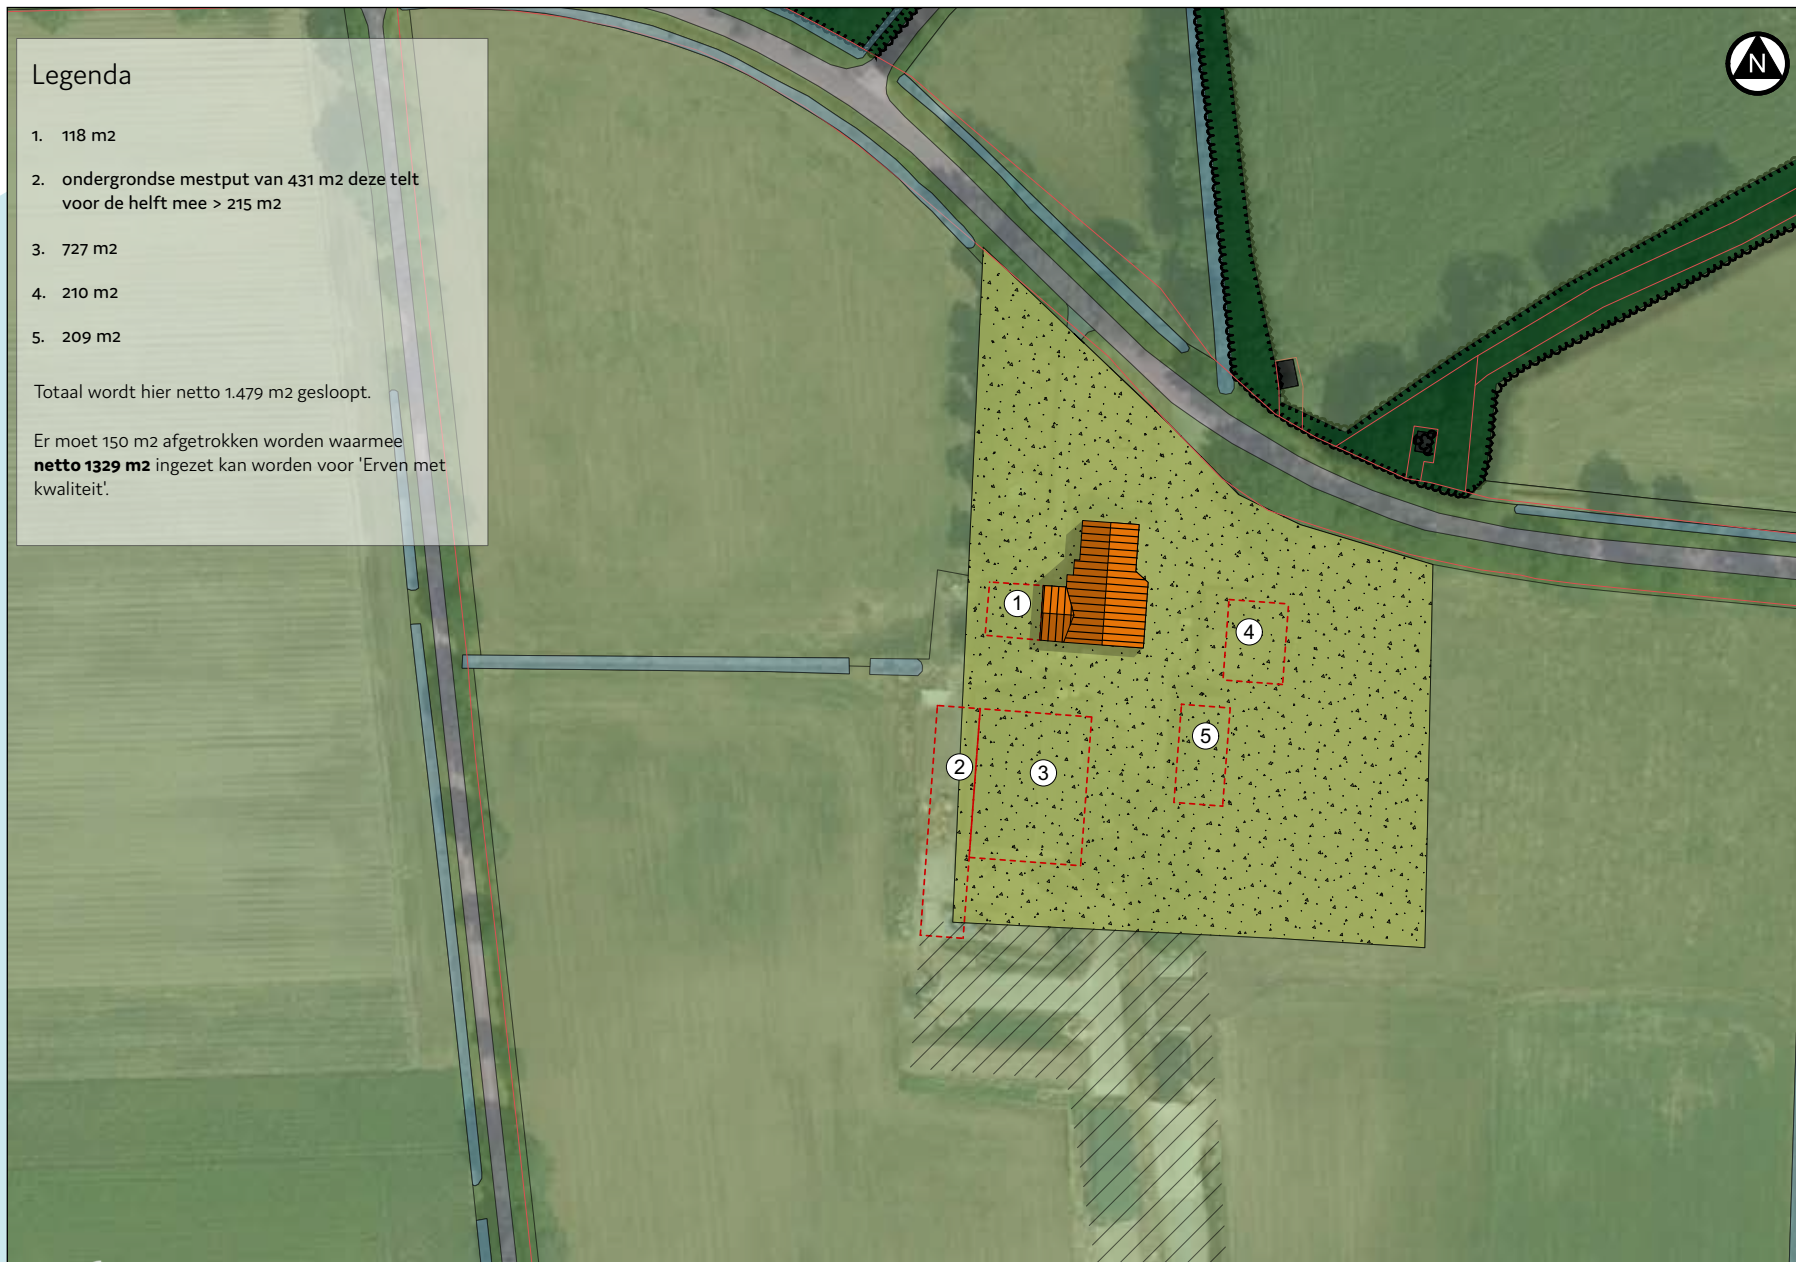 Legenda
1. 118 m2
2. ondergrondse mestput van 431 m2 deze telt
voor de helft mee > 215 m2
3. 727 m2
4. 210 m2
5. 209 m2
Totaal wordt hier netto 1.479 m2 gesloopt.
Er moet 150 m2 afgetrokken worden waarmee
netto 1329 m2 ingezet kan worden voor 'Erven met
kwaliteit'.
N
1
4
5
2
3